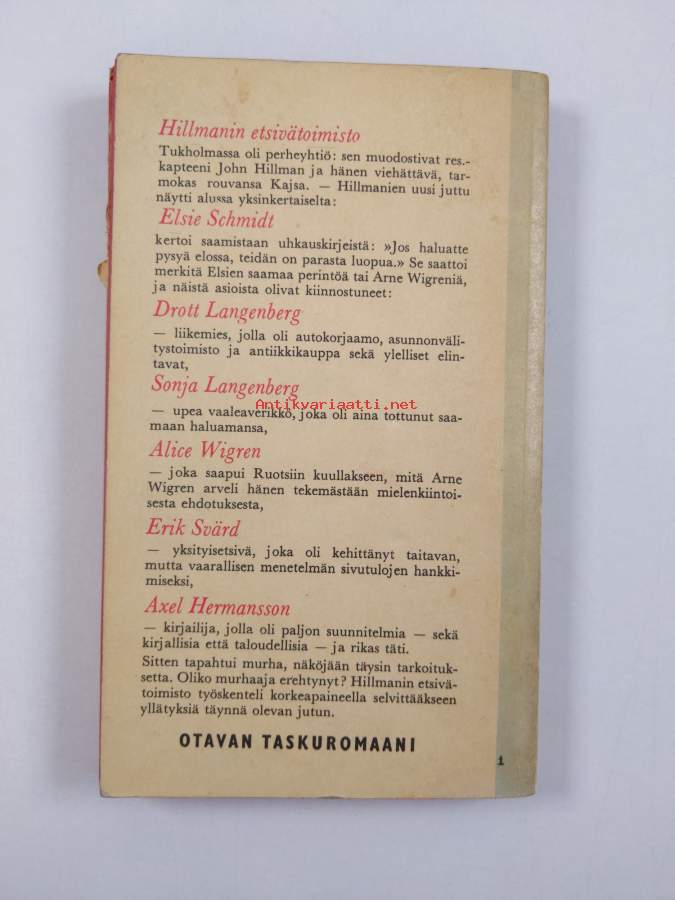 Hillmanin etsivätoimisto
Tukholmassa oli perheyhtiö: sen muodostivat res.-
kapteeni John Hillman ja hänen viehättävä, tar-
mokas rouvansa Kajsa. — Hillmanien uusi juttu
näytti alussa yksinkertaiselta:
Elsie Schmidt
kertoi saamistaan uhkauskirjeistä: »Jos haluatte
pysyä elossa, teidän on parasta luopua.» Se saattoi
merkitä Elsien saamaa perintöä tai Arne Wigreniä,
ja näistä asioista olivat kiinnostuneet:
Drott Langenberg
— liikemies, jolla oli autokorjaamo, asunnonväli-
tystoimisto ja antiikkikauppa sekä ylelliset elin-
tavat,
Sonja Langenberg
Antikvariaatti.net
— upea vaaleaverikkö, joka oli aina tottunut saa-
maan haluamansa,
Alice Wigren
— joka saapui Ruotsiin kuullakseen, mitä Arne
Wigren arveli hänen tekemästään mielenkiintoi-
sesta ehdotuksesta,
Erik Svärd
— yksityisetsivä, joka oli kehittänyt taitavan,
mutta vaarallisen menetelmän sivutulojen hankki-
miseksi,
Axel Hermansson
— kirjailija, jolla oli paljon suunnitelmia — sekä
kirjallisia että taloudellisia — ja rikas täti.
Sitten tapahtui murha, näköjään täysin tarkoituk-
setta. Oliko murhaaja erehtynyt? Hillmanin etsivä-
toimisto työskenteli korkeapaineella selvittääkseen
yllätyksiä täynnä olevan jutun.
OTAVAN TASKUROMAANI
1